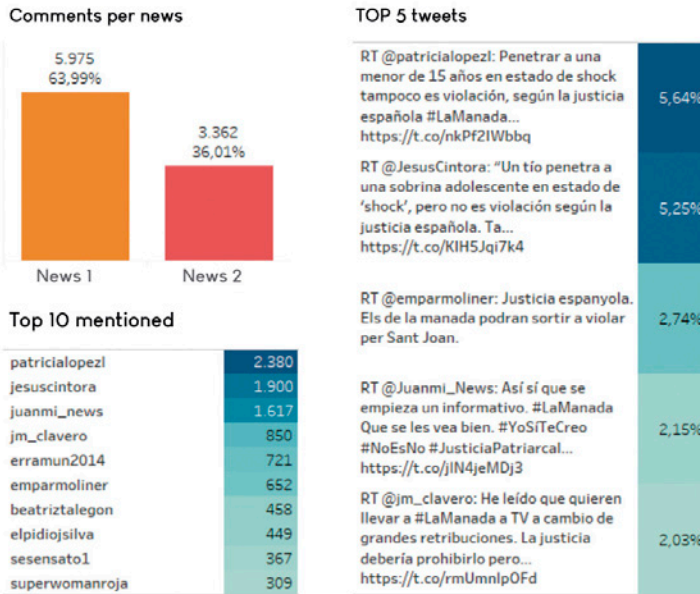 Comments per news
5.975
63,99%
3.362
36,01%
News 1
News 2
Top 10 mentioned
patricialopezl 2.380
jesuscintora 1.900
juanmi_news 1.617
jm_clavero 850
erramun2014 721
emparmoliner 652
beatriztalegon 458
elpidiojsilva 449
sesensato1 367
superwomanroja 309
TOP 5 tweets
RT @patricialopezl: Penetrar a una
menor de 15 años en estado de shock
tampoco es violación, según la justicia
española #LaManada...
https://t.co/nkPf2IWbbq
5,64%
RT @JesusCintora: “Un tío penetra a
una sobrina adolescente en estado de
‘shock’, pero no es violación según la
justicia española. Ta...
https://t.co/KIH5Jqi7k4
5,25%
RT @emparmoliner: Justicia espanyola.
Els de la manada podran sortir a violar
per Sant Joan.
2,74%
RT @Juanmi_News: Así sí que se
empieza un informativo. #LaManada
Que se les vea bien. #YoSíTeCreo
#NoEsNo #JusticiaPatriarcal...
https://t.co/jIN4jeMDj3
2,15%
RT @jm_clavero: He leído que quieren
llevar a #LaManada a TV a cambio de
grandes retribuciones. La justicia
debería prohibirlo pero...
https://t.co/rmUmnlpOFd
2,03%